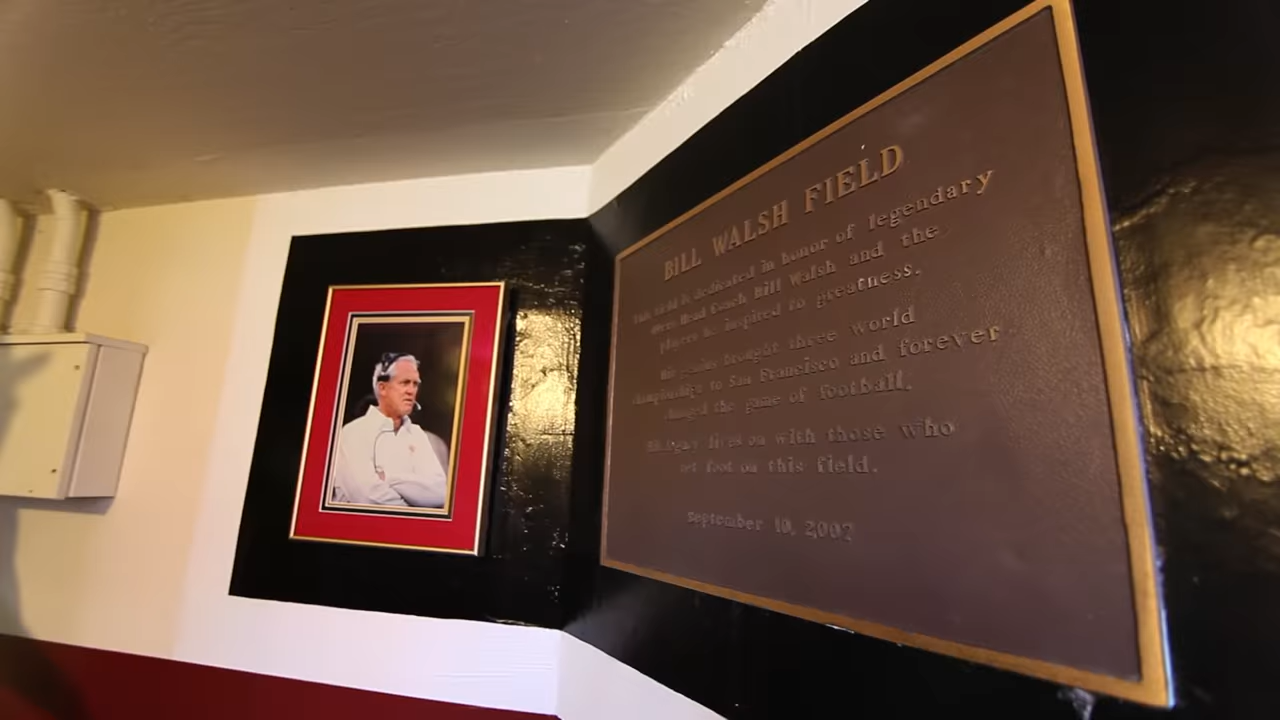 BILL WALSH FIELD
This field is dedicated in honor of legendary
49ers Head Coach Bill Walsh and the
players he inspired to greatness.
His genius brought three world
championships to San Francisco and forever
changed the game of football.
His legacy lives on with those who
set foot on this field.
September 10, 2007